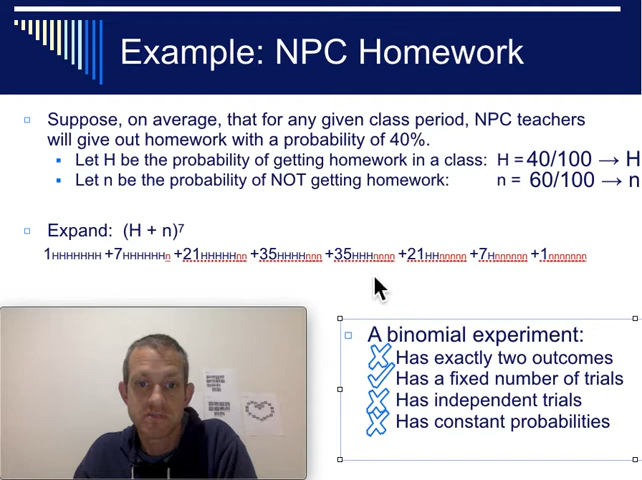 Example: NPC Homework
Suppose, on average, that for any given class period, NPC teachers
will give out homework with a probability of 40%.
Let H be the probability of getting homework in a class: H = 40/100 → H
Let n be the probability of NOT getting homework: n = 60/100 → n
Expand: (H + n)⁷
1HHHHHHH +7HHHHHHn +21HHHHHnn +35HHHHnnn +35HHHnnnn +21HHnnnnn +7Hnnnnnn +1nnnnnnn
A binomial experiment:
Has exactly two outcomes
Has a fixed number of trials
Has independent trials
Has constant probabilities